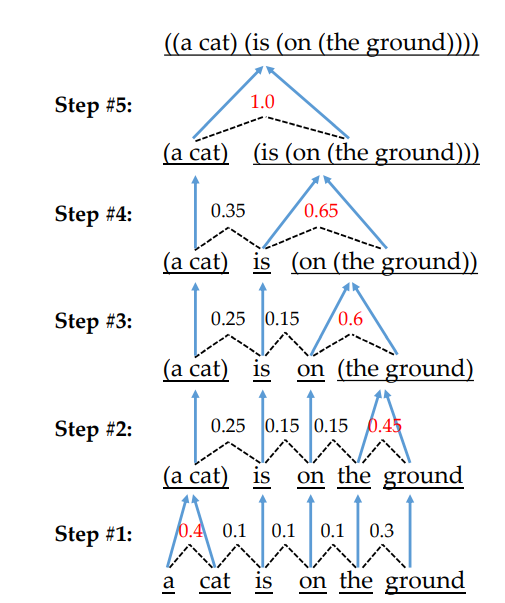 ((a cat) (is (on (the ground))))
Step #5: 1.0
(a cat) (is (on (the ground)))
Step #4: 0.35 0.65
(a cat) is (on (the ground))
Step #3: 0.25 0.15 0.6
(a cat) is on (the ground)
Step #2: 0.25 0.15 0.15 0.45
(a cat) is on the ground
Step #1: 0.4 0.1 0.1 0.1 0.3
a cat is on the ground